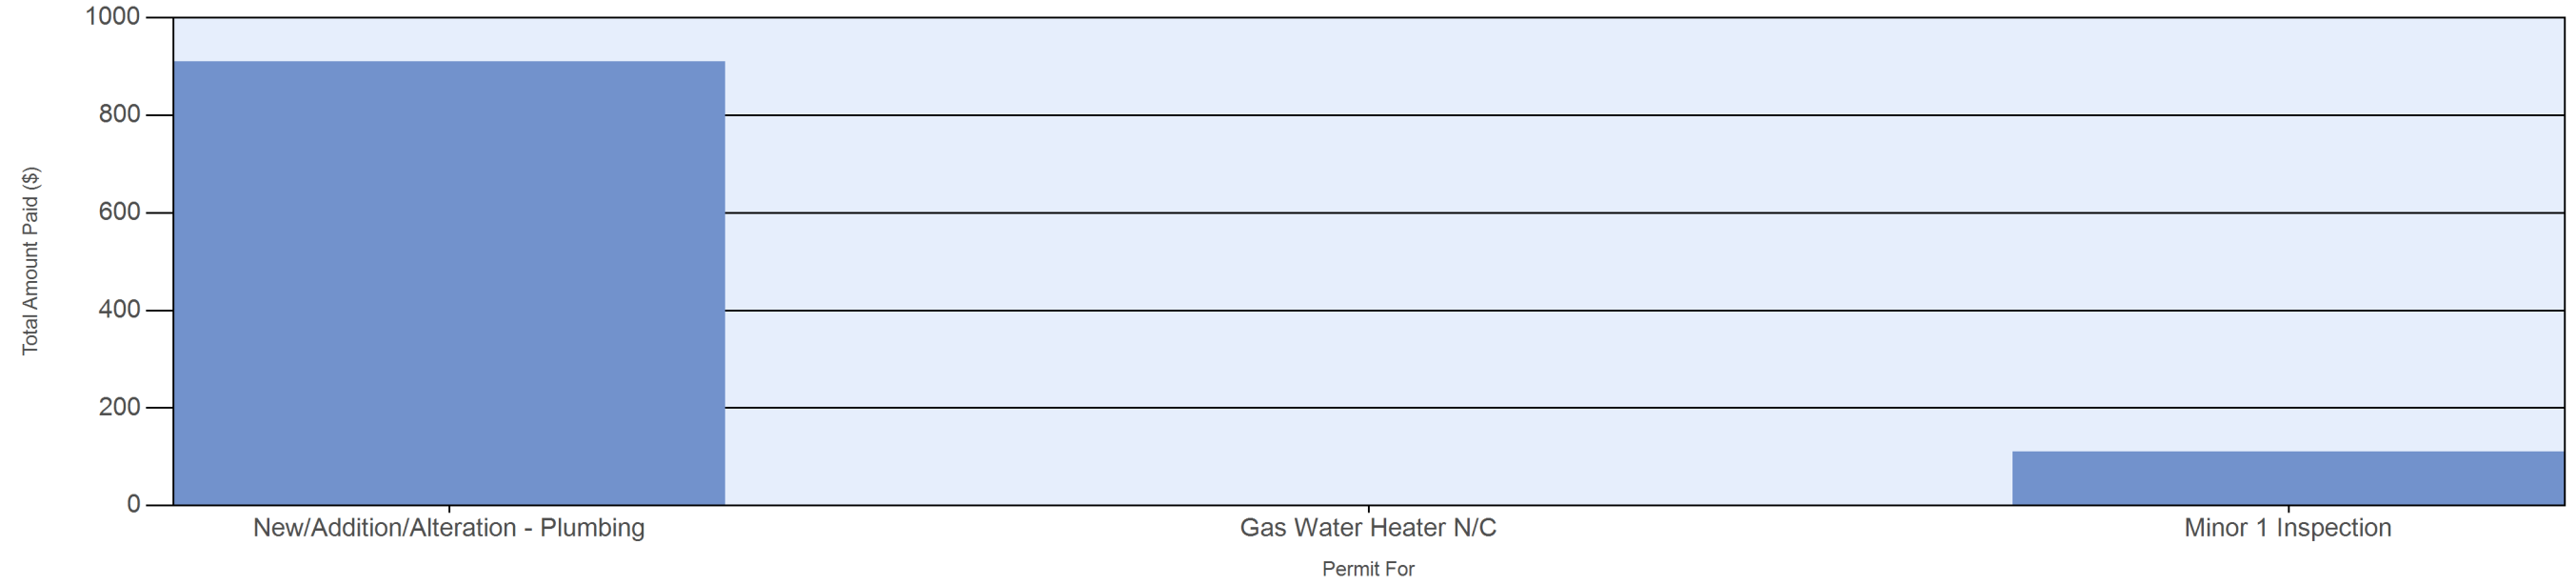 1000
800
600
400
200
0
Total Amount Paid ($)
New/Addition/Alteration - Plumbing
Gas Water Heater N/C
Minor 1 Inspection
Permit For